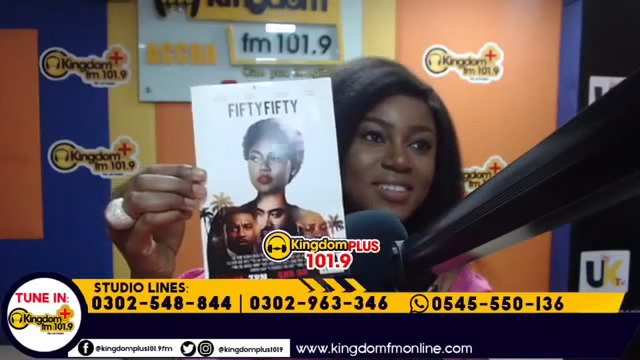 kingdom
fm 101.9
ACCRA
Kingdom+
fm 101.9
Kingdom+
fm 101.9
Kingdom+
fm 101.9
Kingdom+
fm 101.9
FIFTYFIFTY
7PM
Kingdom PLUS
101.9
UK
TUNE IN:
Kingdom+
fm 101.9
STUDIO LINES:
0302-548-844 | 0302-963-346 0545-550-136
@kingdomplus101.9fm @kingdomplus1019 www.kingdomfmonline.com